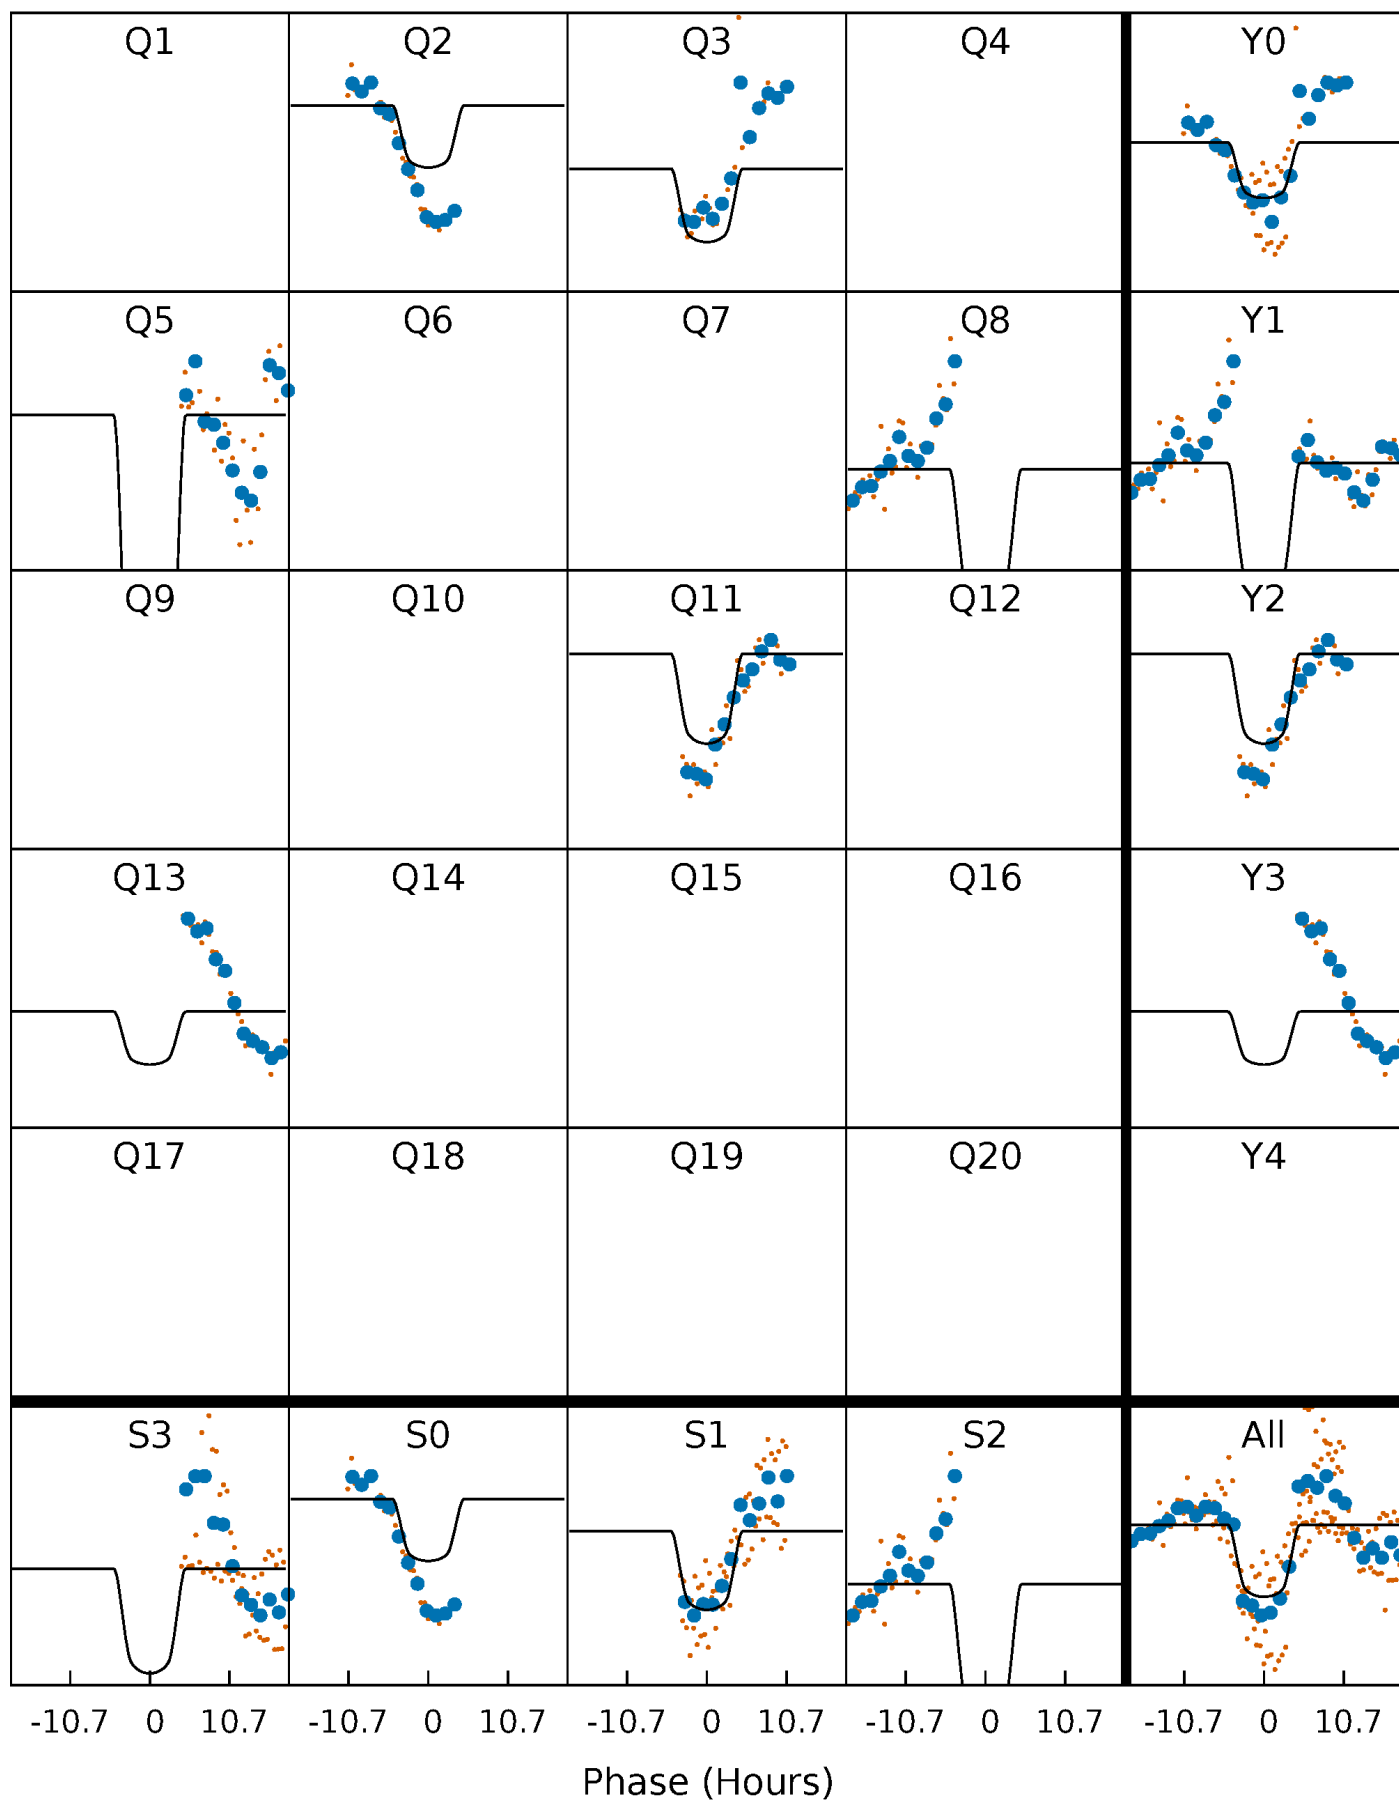 Q1 Q2 Q3 Q4 Y0
Q5 Q6 Q7 Q8 Y1
Q9 Q10 Q11 Q12 Y2
Q13 Q14 Q15 Q16 Y3
Q17 Q18 Q19 Q20 Y4
S3 S0 S1 S2 All
-10.7 0 10.7 -10.7 0 10.7 -10.7 0 10.7 -10.7 0 10.7 -10.7 0 10.7
Phase (Hours)